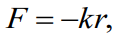 F = −kr,